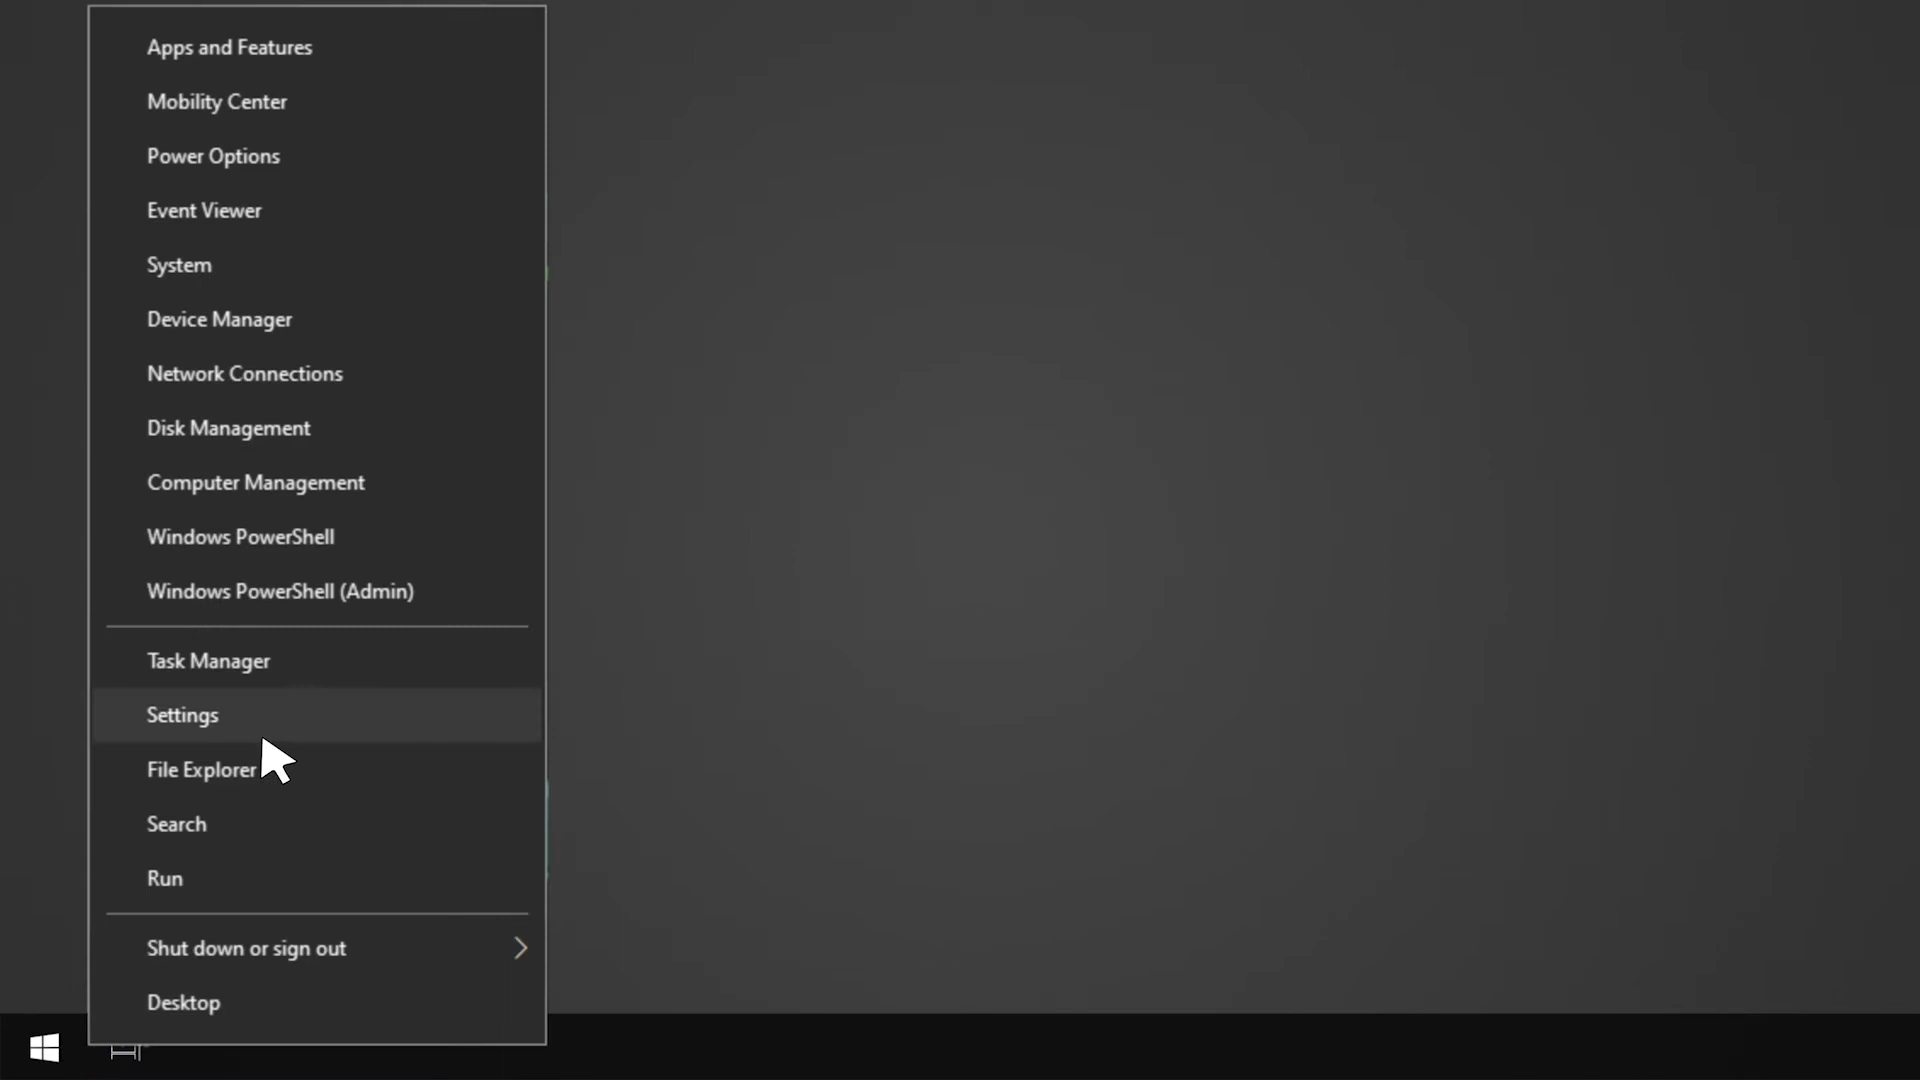 Apps and Features
Mobility Center
Power Options
Event Viewer
System
Device Manager
Network Connections
Disk Management
Computer Management
Windows PowerShell
Windows PowerShell (Admin)
Task Manager
Settings
File Explorer
Search
Run
Shut down or sign out
Desktop